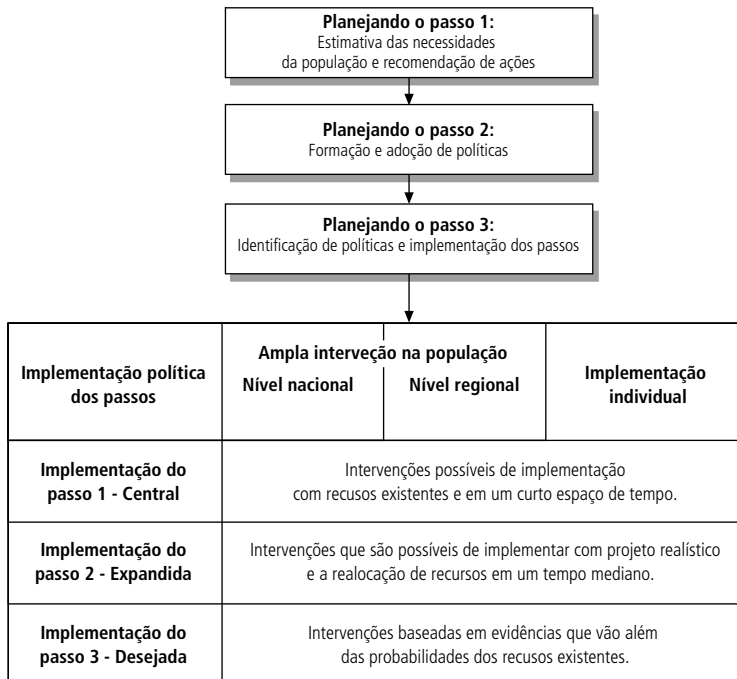 Planejando o passo 1:
Estimativa das necessidades
da população e recomendação de ações
Planejando o passo 2:
Formação e adoção de políticas
Planejando o passo 3:
Identificação de políticas e implementação dos passos
Implementação política
dos passos
Ampla interveção na população
Nível nacional
Nível regional
Implementação
individual
Implementação do
passo 1 - Central
Intervenções possíveis de implementação
com recusos existentes e em um curto espaço de tempo.
Implementação do
passo 2 - Expandida
Intervenções que são possíveis de implementar com projeto realístico
e a realocação de recursos em um tempo mediano.
Implementação do
passo 3 - Desejada
Intervenções baseadas em evidências que vão além
das probabilidades dos recusos existentes.